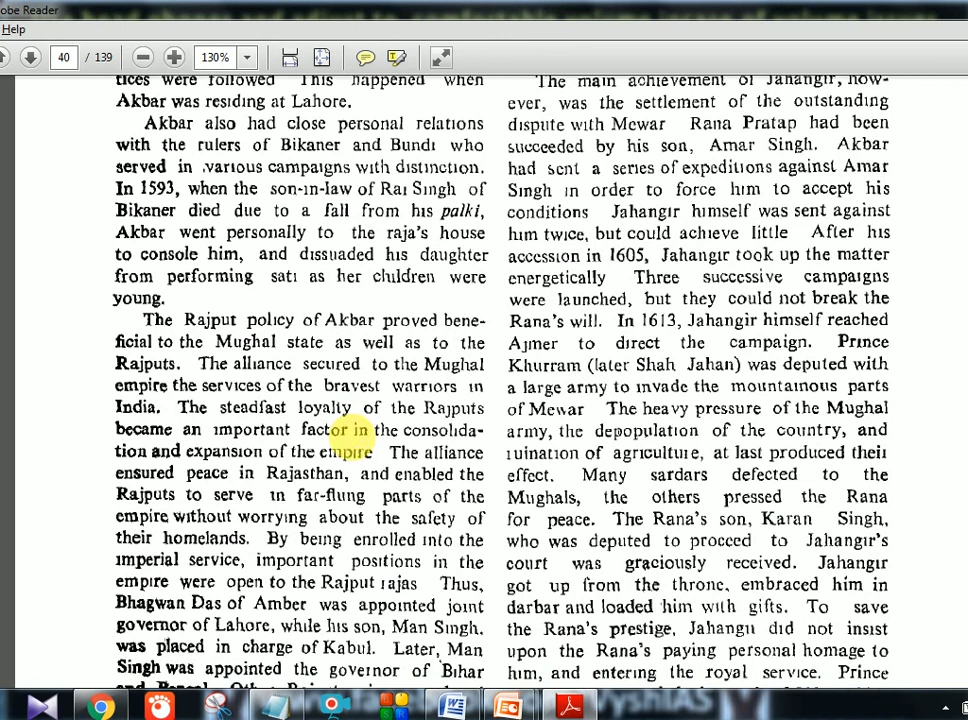 obe Reader
Help
40 / 139
130%
tices were followed This happened when
Akbar was residing at Lahore.
Akbar also had close personal relations
with the rulers of Bikaner and Bundi who
served in various campaigns with distinction.
In 1593, when the son-in-law of Rai Singh of
Bikaner died due to a fall from his palki,
Akbar went personally to the raja's house
to console him, and dissuaded his daughter
from performing sati as her children were
young.
The Rajput policy of Akbar proved bene-
ficial to the Mughal state as well as to the
Rajputs. The alliance secured to the Mughal
empire the services of the bravest warriors in
India. The steadfast loyalty of the Rajputs
became an important factor in the consolida-
tion and expansion of the empire The alliance
ensured peace in Rajasthan, and enabled the
Rajputs to serve in far-flung parts of the
empire without worrying about the safety of
their homelands. By being enrolled into the
imperial service, important positions in the
empire were open to the Rajput rajas Thus,
Bhagwan Das of Amber was appointed joint
governor of Lahore, while his son, Man Singh.
was placed in charge of Kabul. Later, Man
Singh was appointed the governor of Bihar
The main achievement of Jahangir, how-
ever, was the settlement of the outstanding
dispute with Mewar Rana Pratap had been
succeeded by his son, Amar Singh. Akbar
had sent a series of expeditions against Amar
Singh in order to force him to accept his
conditions Jahangir himself was sent against
him twice, but could achieve little After his
accession in 1605, Jahangir took up the matter
energetically Three successive campaigns
were launched, but they could not break the
Rana's will. In 1613, Jahangir himself reached
Ajmer to direct the campaign. Prince
Khurram (later Shah Jahan) was deputed with
a large army to invade the mountainous parts
of Mewar The heavy pressure of the Mughal
army, the depopulation of the country, and
ruination of agriculture, at last produced their
effect. Many sardars defected to the
Mughals, the others pressed the Rana
for peace. The Rana's son, Karan Singh,
who was deputed to proceed to Jahangir's
court was graciously received. Jahangir
got up from the throne, embraced him in
darbar and loaded him with gifts. To save
the Rana's prestige, Jahangir did not insist
upon the Rana's paying personal homage to
him, and entering the royal service. Prince